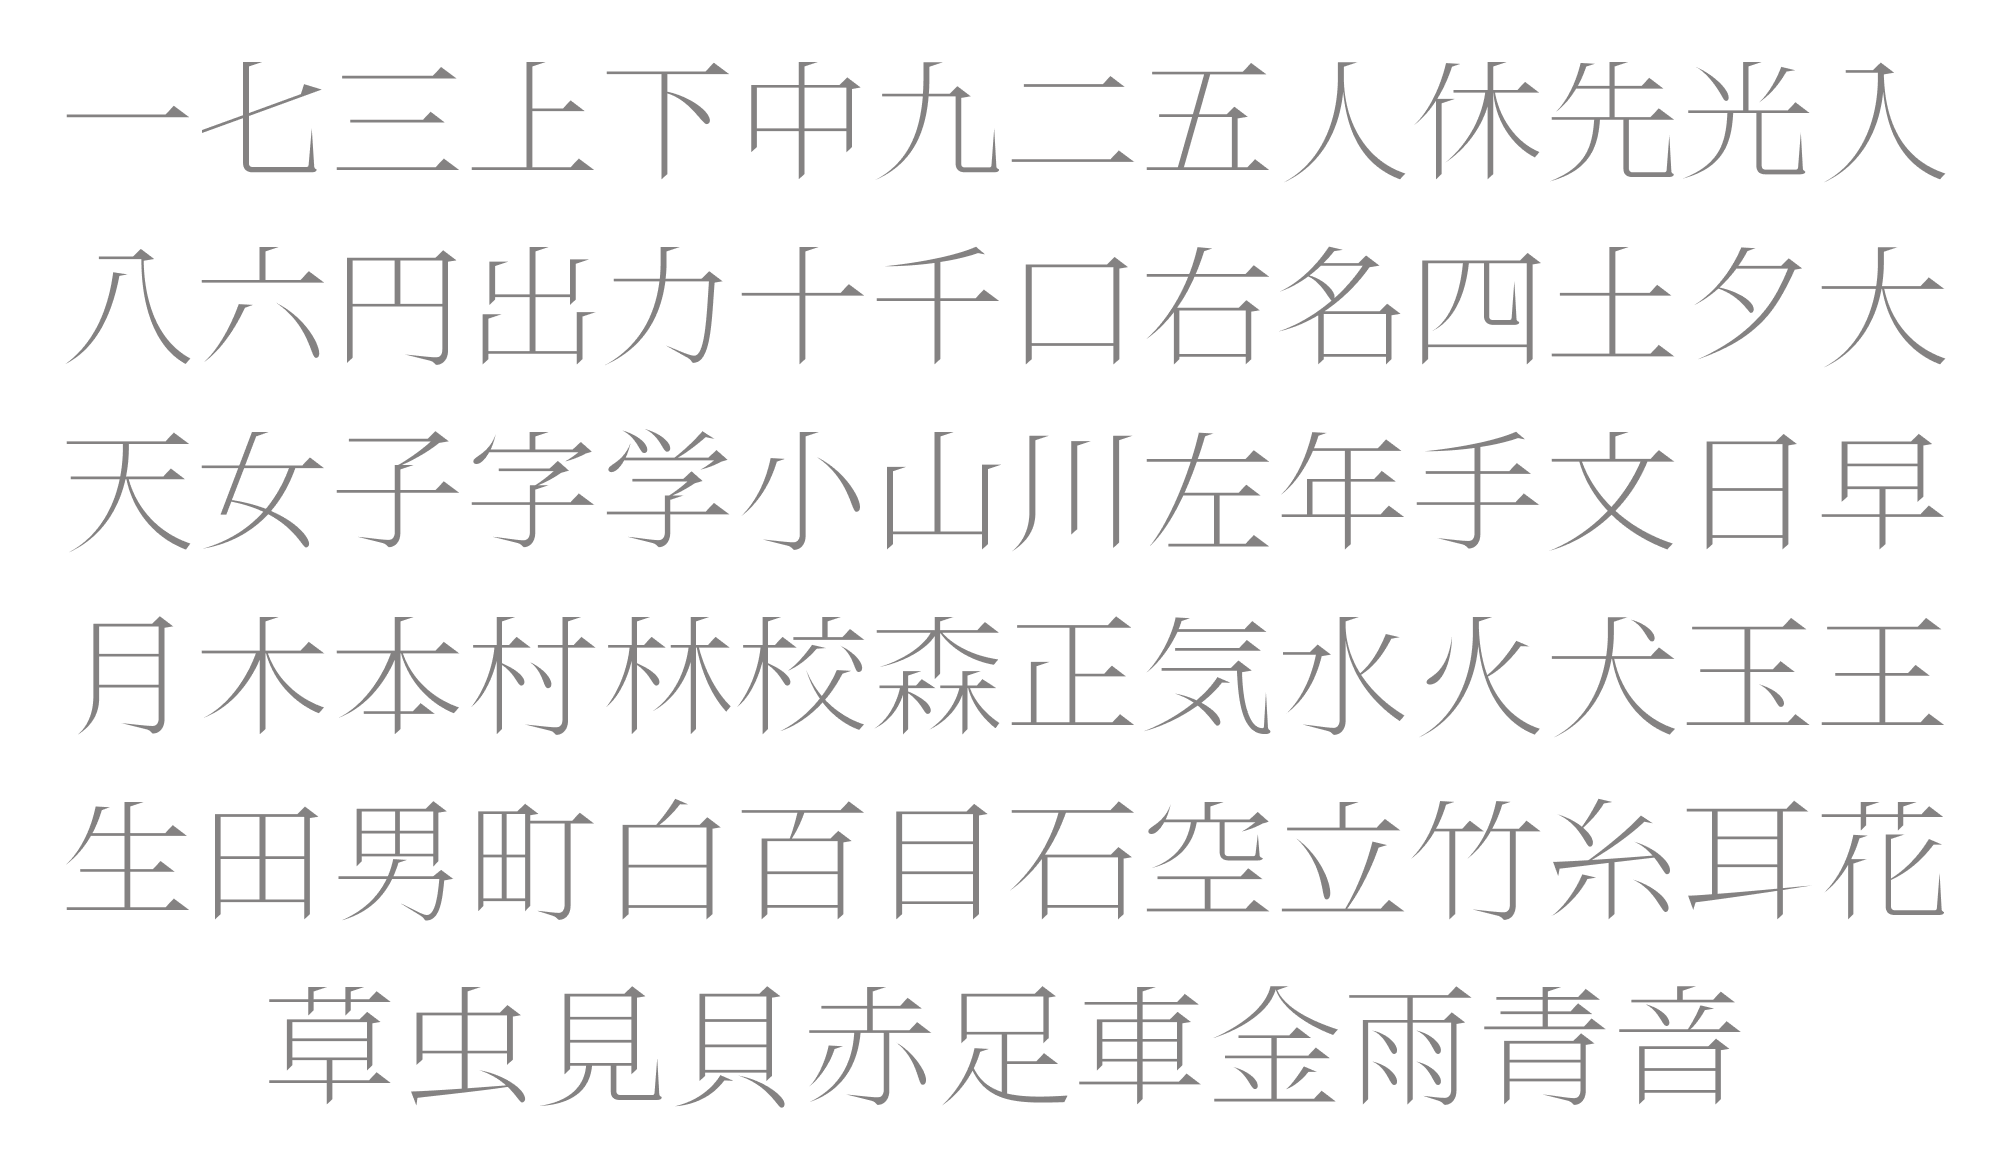 一七三上下中九二五人休先光入
八六円出力十千口右名四土夕大
天女子字学小山川左年手文日早
月木本村林校森正気水火犬玉王
生田男町白百目石空立竹糸耳花
草虫見貝赤足車金雨青音